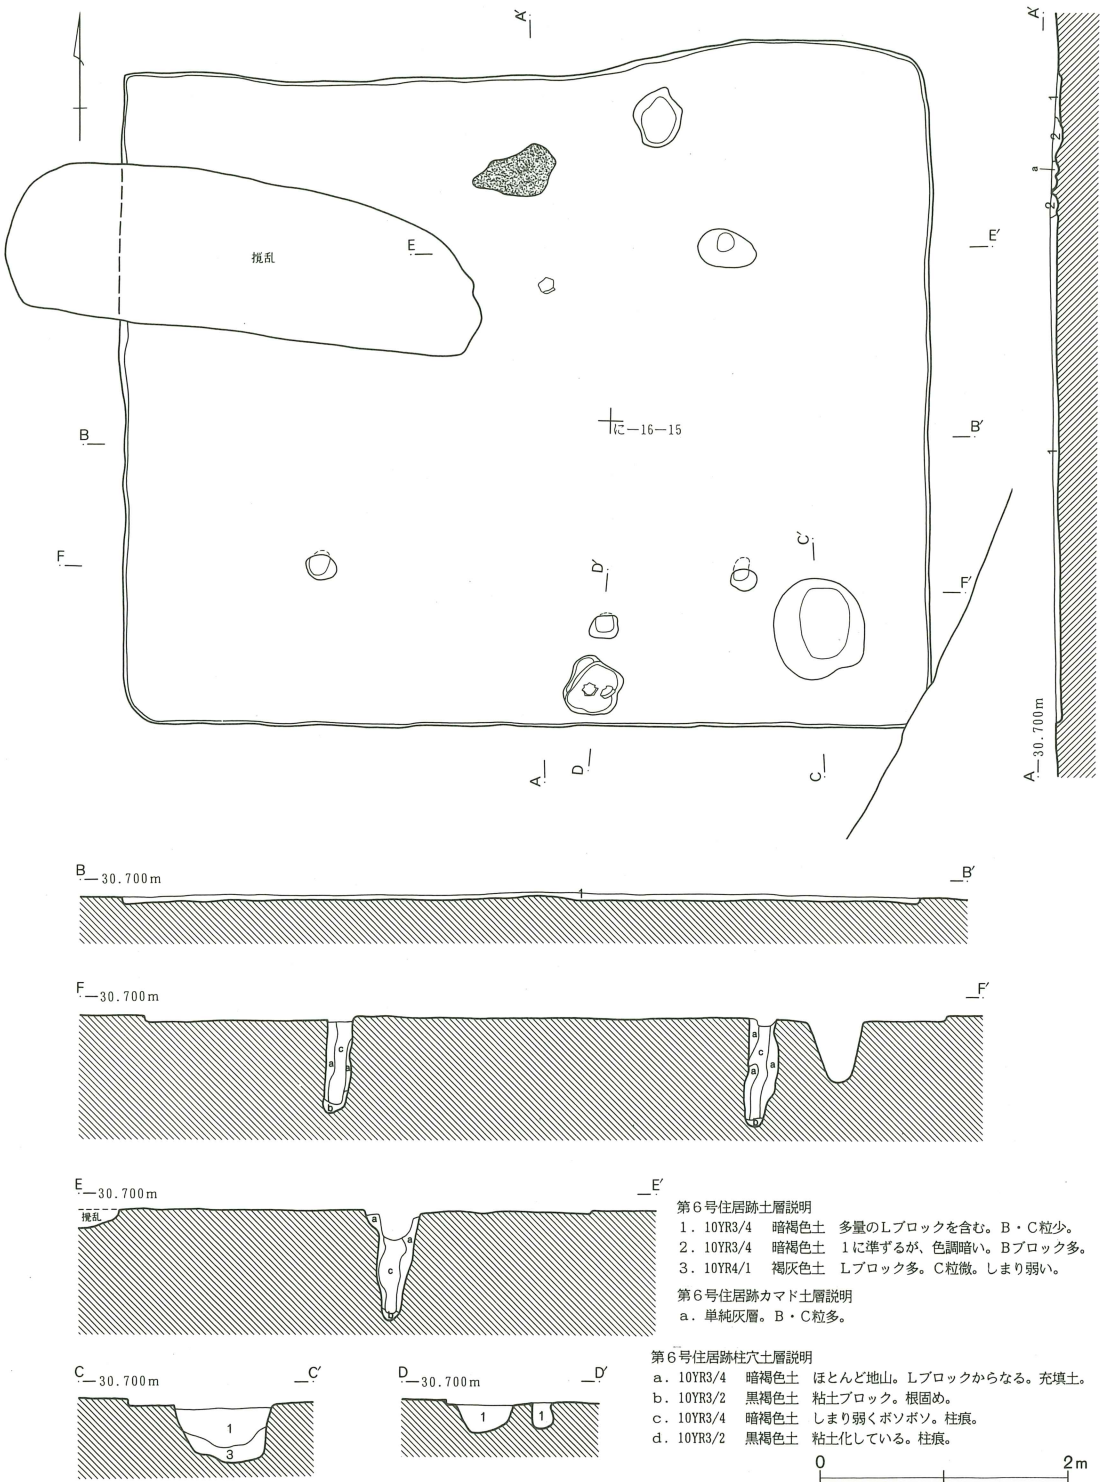 A′
A′
1
2
a
2
E
E′
攪乱
に—16—15
B
B′
1
F
F′
C′
D′
A
D
C
A—30.700m
B—30.700m
B′
1
F—30.700m
F′
a
c
a
b
a
c
a
a
b
E—30.700m
E′
攪乱
a
a
c
b
第6号住居跡土層説明
1．10YR3/4　暗褐色土　多量のLブロックを含む。B・C粒少。
2．10YR3/4　暗褐色土　1に準ずるが、色調暗い。Bブロック多。
3．10YR4/1　褐灰色土　Lブロック多。C粒微。しまり弱い。
第6号住居跡カマド土層説明
a．単純灰層。B・C粒多。
第6号住居跡柱穴土層説明
a．10YR3/4　暗褐色土　ほとんど地山。Lブロックからなる。充填土。
b．10YR3/2　黒褐色土　粘土ブロック。根固め。
c．10YR3/4　暗褐色土　しまり弱くボソボソ。柱痕。
d．10YR3/2　黒褐色土　粘土化している。柱痕。
C—30.700m
C′
1
3
D—30.700m
D′
1
1
0
2m